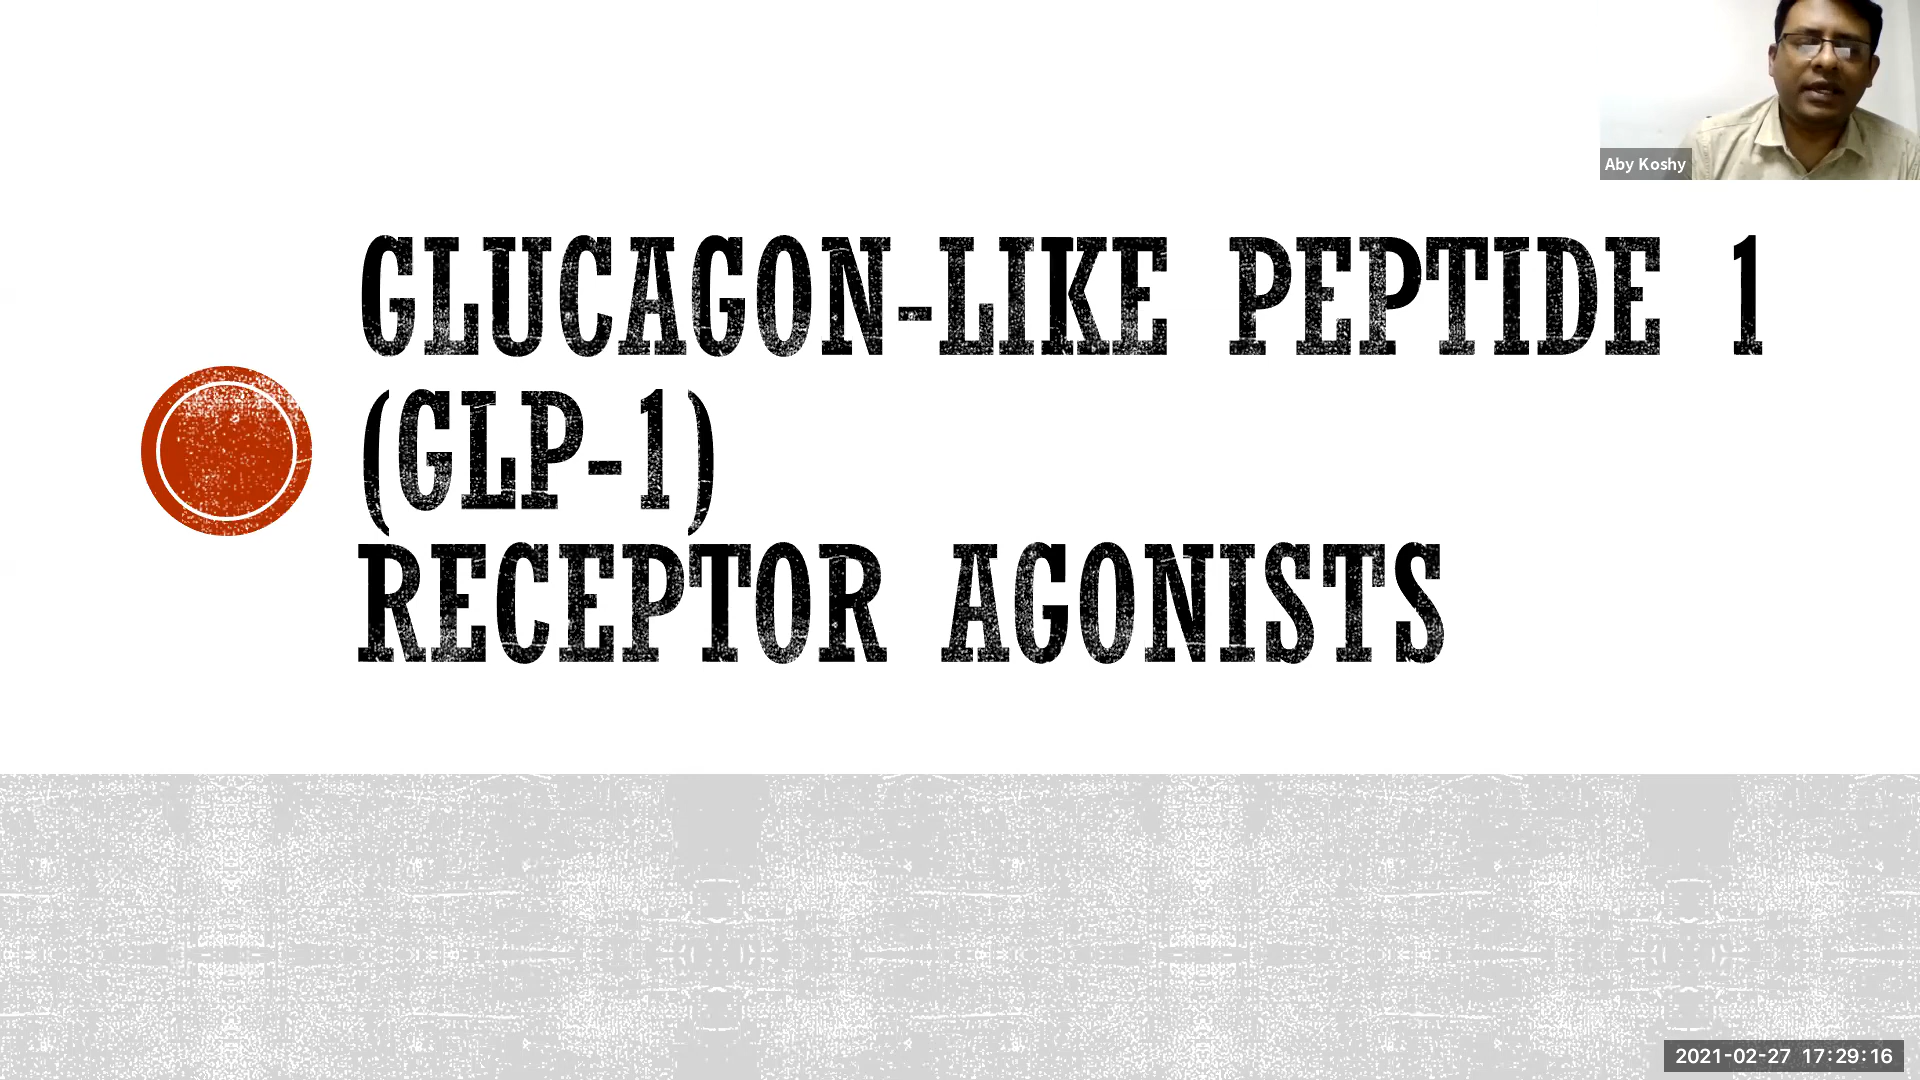 Aby Koshy
GLUCAGON-LIKE PEPTIDE 1
(GLP-1)
RECEPTOR AGONISTS
2021-02-27 17:29:16